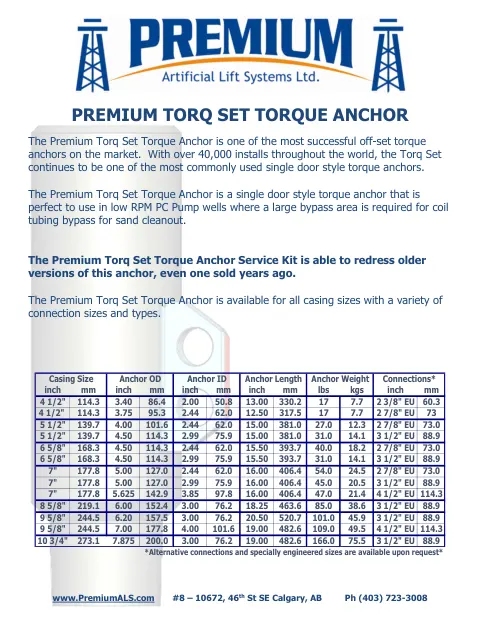 PREMIUM
Artificial Lift Systems Ltd.
PREMIUM TORQ SET TORQUE ANCHOR
The Premium Torq Set Torque Anchor is one of the most successful off-set torque
anchors on the market.  With over 40,000 installs throughout the world, the Torq Set
continues to be one of the most commonly used single door style torque anchors.
The Premium Torq Set Torque Anchor is a single door style torque anchor that is
perfect to use in low RPM PC Pump wells where a large bypass area is required for coil
tubing bypass for sand cleanout.
The Premium Torq Set Torque Anchor Service Kit is able to redress older
versions of this anchor, even one sold years ago.
The Premium Torq Set Torque Anchor is available for all casing sizes with a variety of
connection sizes and types.
Casing Size Anchor OD Anchor ID Anchor Length Anchor Weight Connections*
inch mm inch mm inch mm inch mm lbs kgs inch mm
4 1/2" 114.3 3.40 86.4 2.00 50.8 13.00 330.2 17 7.7 2 3/8" EU 60.3
4 1/2" 114.3 3.75 95.3 2.44 62.0 12.50 317.5 17 7.7 2 7/8" EU 73
5 1/2" 139.7 4.00 101.6 2.44 62.0 15.00 381.0 27.0 12.3 2 7/8" EU 73.0
5 1/2" 139.7 4.50 114.3 2.99 75.9 15.00 381.0 31.0 14.1 3 1/2" EU 88.9
6 5/8" 168.3 4.50 114.3 2.44 62.0 15.50 393.7 40.0 18.2 2 7/8" EU 73.0
6 5/8" 168.3 4.50 114.3 2.99 75.9 15.50 393.7 31.0 14.1 3 1/2" EU 88.9
7" 177.8 5.00 127.0 2.44 62.0 16.00 406.4 54.0 24.5 2 7/8" EU 73.0
7" 177.8 5.00 127.0 2.99 75.9 16.00 406.4 45.0 20.5 3 1/2" EU 88.9
7" 177.8 5.625 142.9 3.85 97.8 16.00 406.4 47.0 21.4 4 1/2" EU 114.3
8 5/8" 219.1 6.00 152.4 3.00 76.2 18.25 463.6 85.0 38.6 3 1/2" EU 88.9
9 5/8" 244.5 6.20 157.5 3.00 76.2 20.50 520.7 101.0 45.9 3 1/2" EU 88.9
9 5/8" 244.5 7.00 177.8 4.00 101.6 19.00 482.6 109.0 49.5 4 1/2" EU 114.3
10 3/4" 273.1 7.875 200.0 3.00 76.2 19.00 482.6 166.0 75.5 3 1/2" EU 88.9
*Alternative connections and specially engineered sizes are available upon request*
www.PremiumALS.com #8 – 10672, 46th St SE Calgary, AB Ph (403) 723-3008